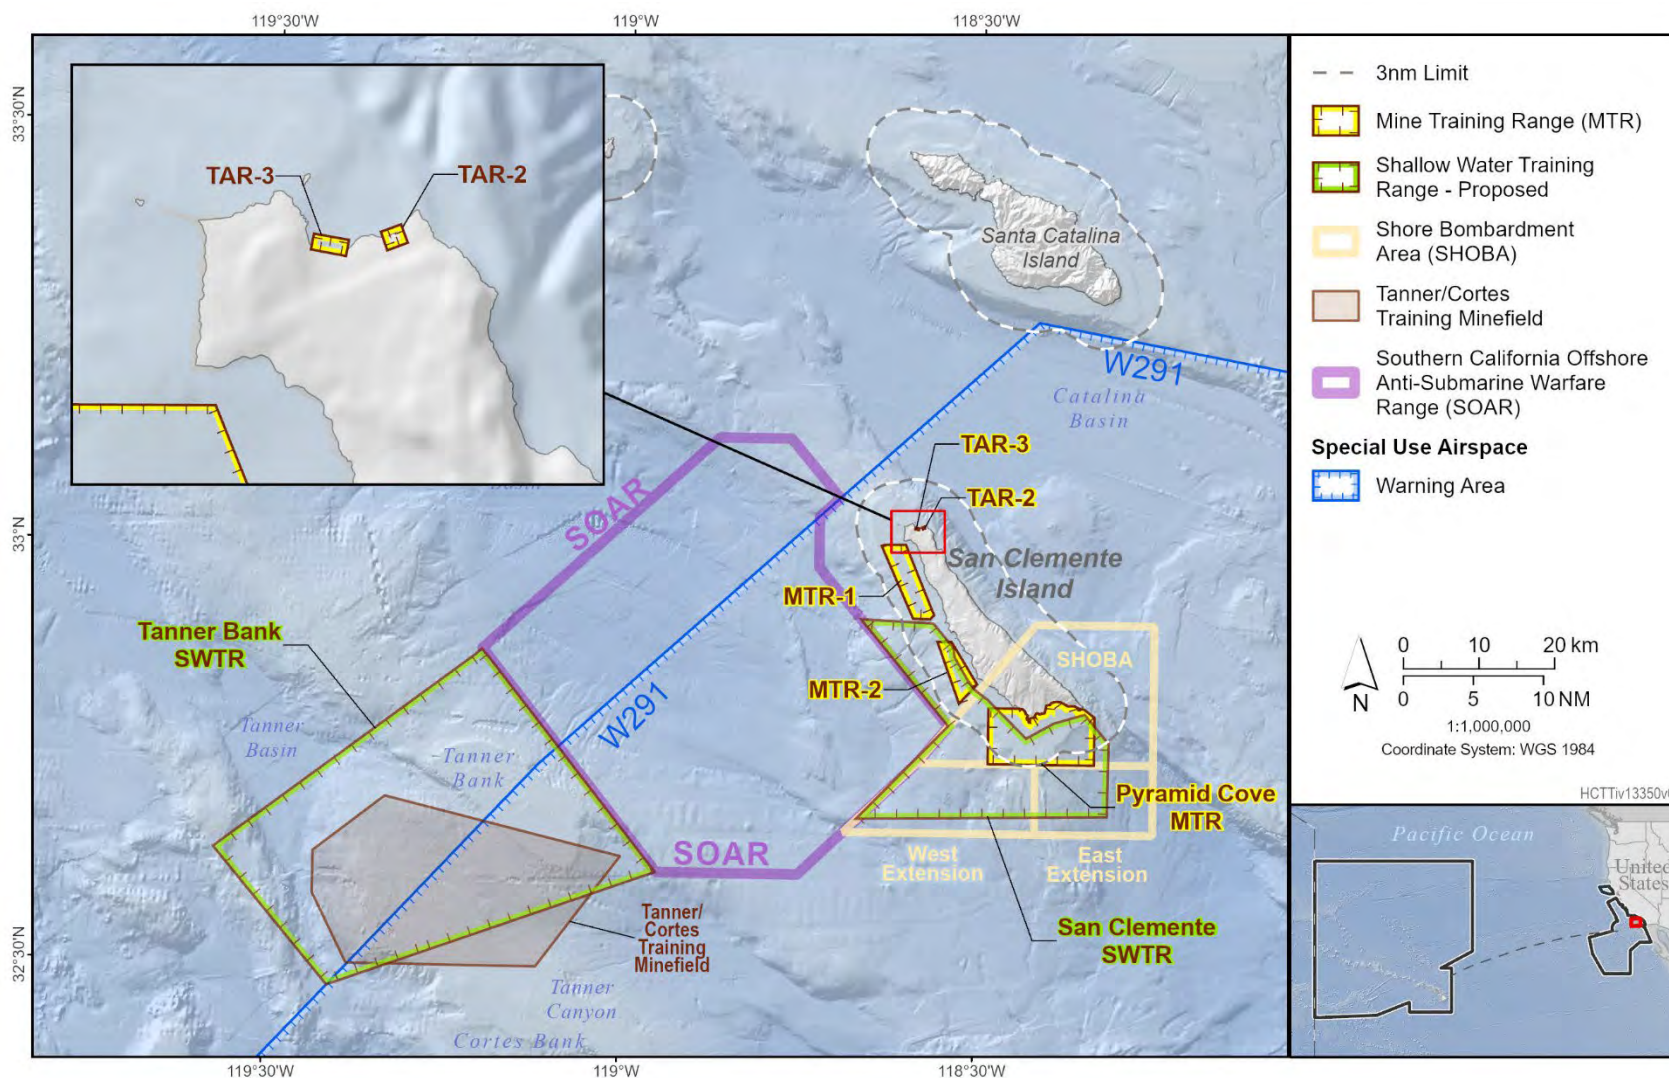 119°30'W
119°W
118°30'W
33°30'N
33°N
32°30'N
TAR-3
TAR-2
Santa Catalina
Island
W291
Catalina
Basin
Basin
SOAR
TAR-3
TAR-2
San Clemente
Island
MTR-1
Tanner Bank
SWTR
SHOBA
MTR-2
W291
Tanner
Basin
Tanner
Bank
Pyramid Cove
MTR
SOAR
West
Extension
East
Extension
Tanner/
Cortes
Training
Minefield
San Clemente
SWTR
Tanner
Canyon
Cortes Bank
119°30'W
119°W
118°30'W
3nm Limit
Mine Training Range (MTR)
Shallow Water Training
Range - Proposed
Shore Bombardment
Area (SHOBA)
Tanner/Cortes
Training Minefield
Southern California Offshore
Anti-Submarine Warfare
Range (SOAR)
Special Use Airspace
Warning Area
N
0 10 20 km
0 5 10 NM
1:1,000,000
Coordinate System: WGS 1984
Pacific Ocean
United
States